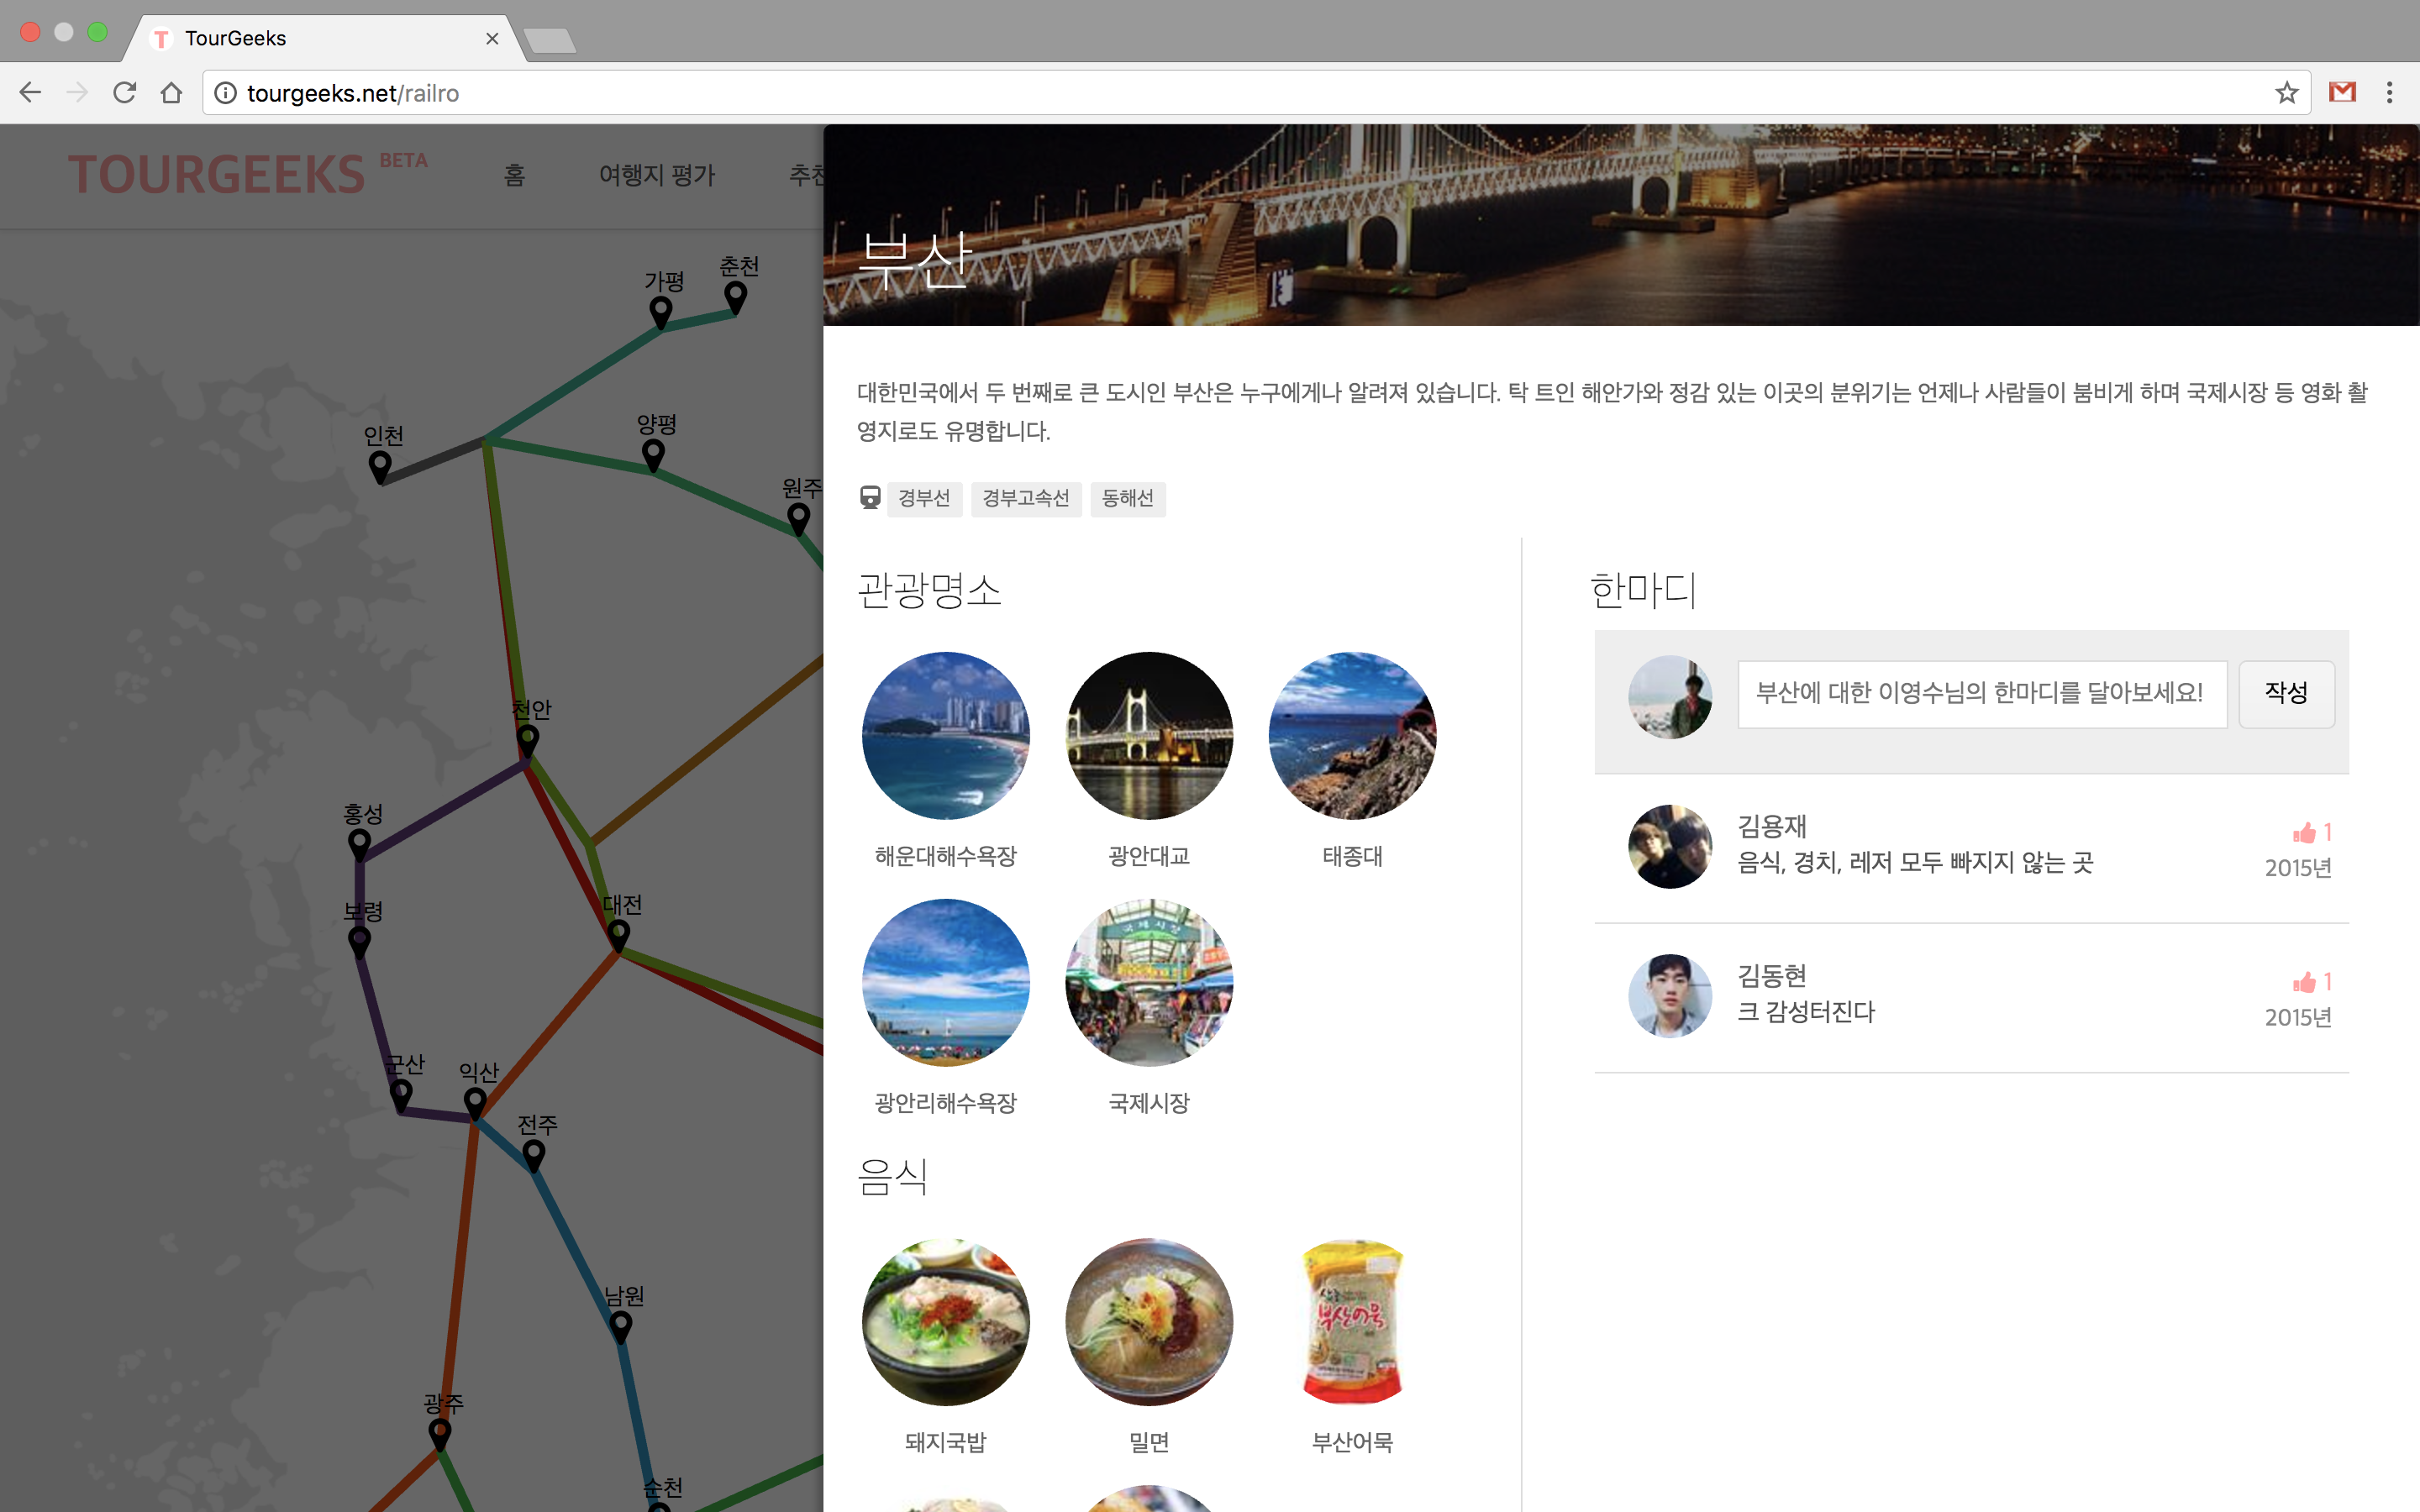 TourGeeks
tourgeeks.net/railro
TOURGEEKS BETA
홈
여행지 평가
추천
가평
춘천
인천
양평
원주
천안
홍성
보령
대전
군산
익산
전주
남원
광주
순천
부산
대한민국에서 두 번째로 큰 도시인 부산은 누구에게나 알려져 있습니다. 탁 트인 해안가와 정감 있는 이곳의 분위기는 언제나 사람들이 붐비게 하며 국제시장 등 영화 촬
영지로도 유명합니다.
경부선 경부고속선 동해선
관광명소
해운대해수욕장
광안대교
태종대
국제시장
광안리해수욕장
국제시장
음식
부산어묵
돼지국밥
밀면
부산어묵
한마디
부산에 대한 이영수님의 한마디를 달아보세요!
작성
김용재
음식, 경치, 레저 모두 빠지지 않는 곳
1
2015년
김동현
크 감성터진다
1
2015년